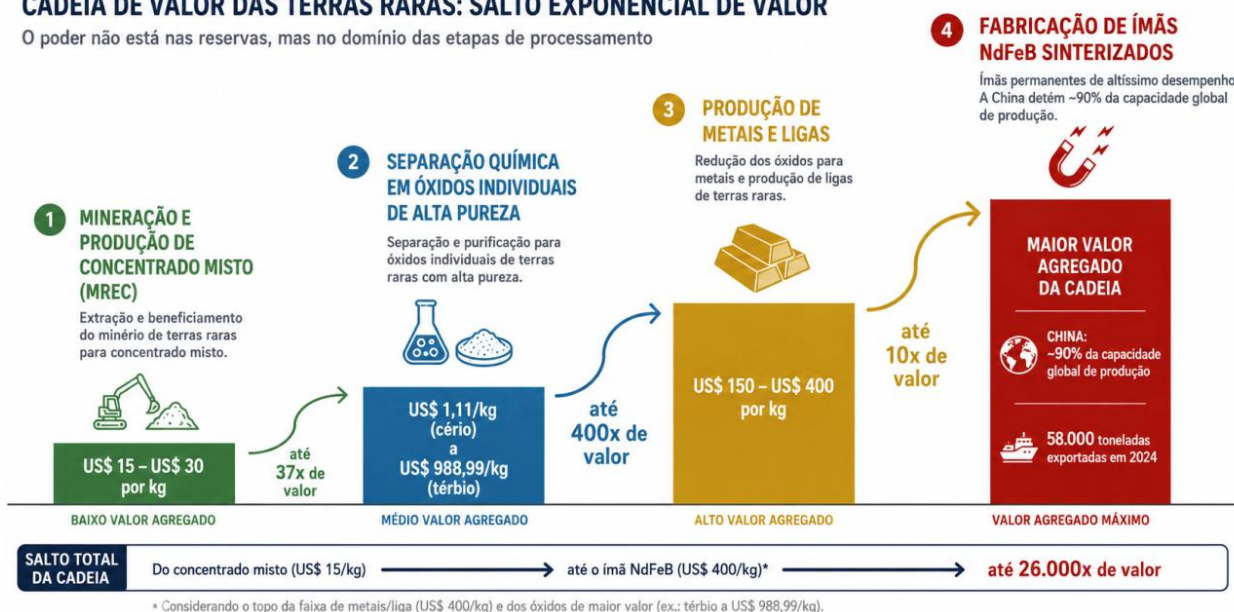 CADEIA DE VALOR DAS TERRAS RARAS: SALTO EXPONENCIAL DE VALOR
O poder não está nas reservas, mas no domínio das etapas de processamento
1
MINERAÇÃO E
PRODUÇÃO DE
CONCENTRADO MISTO
(MREC)
Extração e beneficiamento
do minério de terras raras
para concentrado misto.
US$ 15 – US$ 30
por kg
BAIXO VALOR AGREGADO
até
37x de
valor
2
SEPARAÇÃO QUÍMICA
EM ÓXIDOS INDIVIDUAIS
DE ALTA PUREZA
Separação e purificação para
óxidos individuais de terras
raras com alta pureza.
US$ 1,11/kg
(cério)
a
US$ 988,99/kg
(térbio)
MÉDIO VALOR AGREGADO
até
400x de
valor
3
PRODUÇÃO DE
METAIS E LIGAS
Redução dos óxidos para
metais e produção de ligas
de terras raras.
US$ 150 – US$ 400
por kg
ALTO VALOR AGREGADO
até
10x de
valor
4
FABRICAÇÃO DE ÍMÃS
NdFeB SINTERIZADOS
Ímãs permanentes de altíssimo desempenho
A China detém ~90% da capacidade global
de produção.
MAIOR VALOR
AGREGADO
DA CADEIA
CHINA:
~90% da capacidade
global de produção
58.000 toneladas
exportadas em 2024
VALOR AGREGADO MÁXIMO
SALTO TOTAL
DA CADEIA
Do concentrado misto (US$ 15/kg)
até o ímã NdFeB (US$ 400/kg)*
até 26.000x de valor
* Considerando o topo da faixa de metais/liga (US$ 400/kg) e dos óxidos de maior valor (ex.: térbio a US$ 988,99/kg).